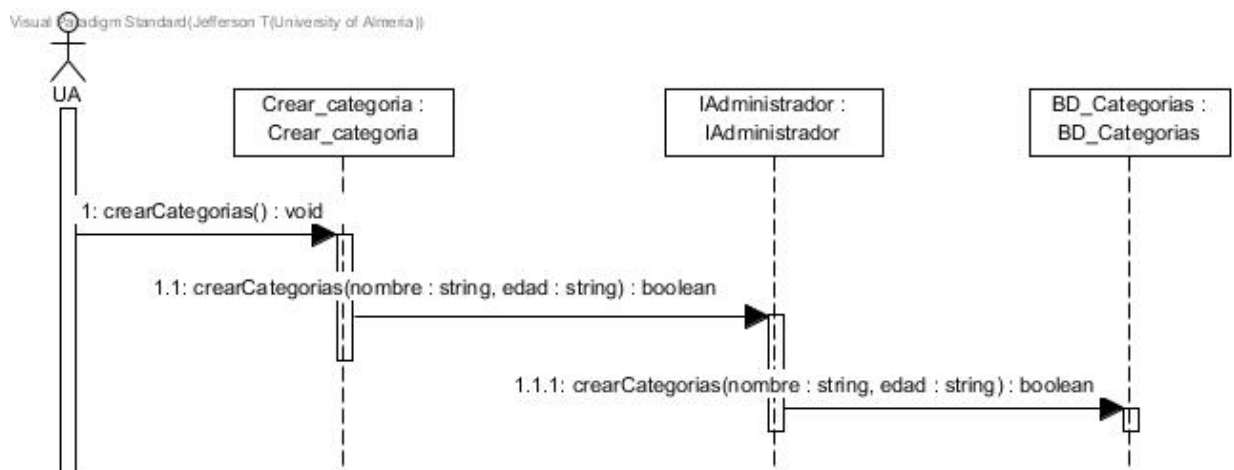 Visual Paradigm Standard(Jefferson T(University of Almeria))
UA
Crear_categoria :
Crear_categoria
IAdministrador :
IAdministrador
BD_Categorias :
BD_Categorias
1: crearCategorias() : void
1.1: crearCategorias(nombre : string, edad : string) : boolean
1.1.1: crearCategorias(nombre : string, edad : string) : boolean